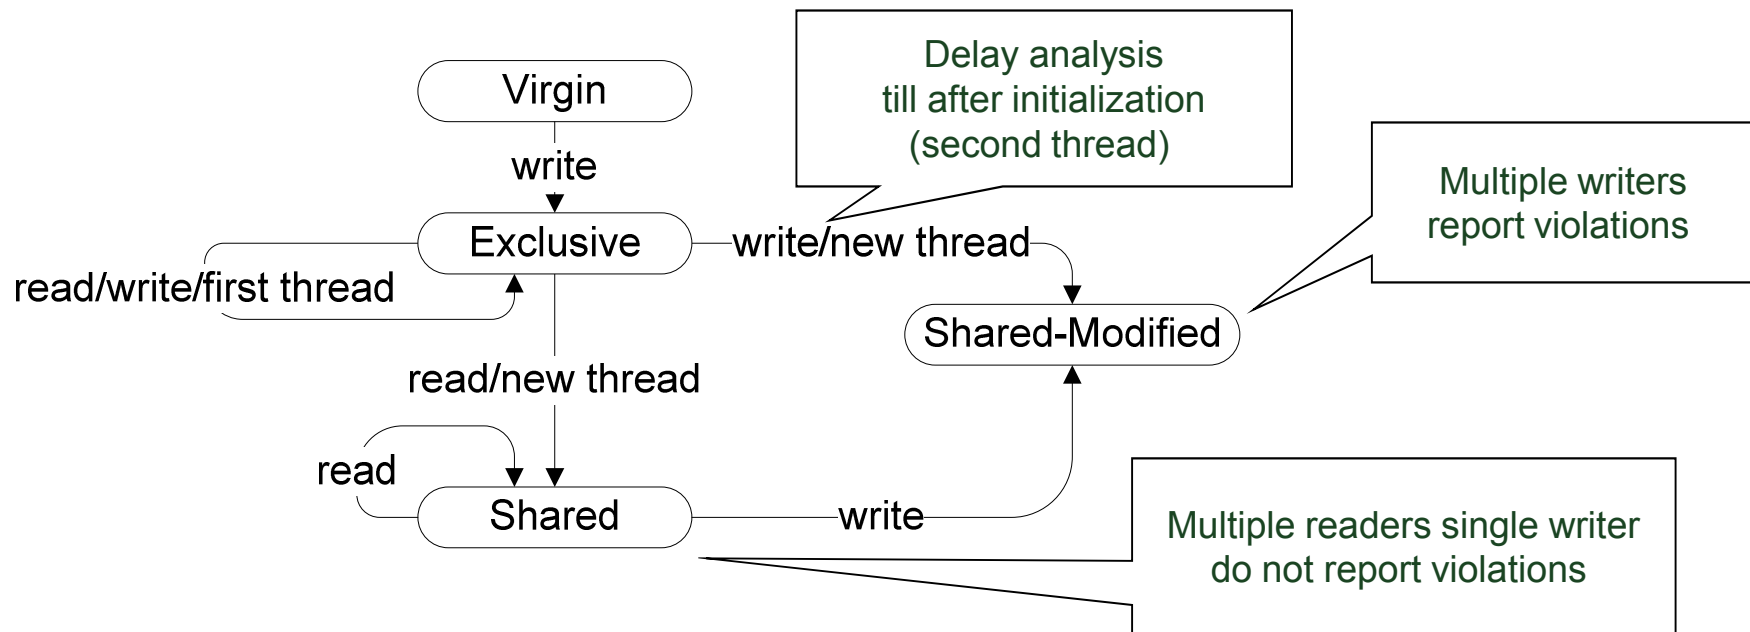 Delay analysis
till after initialization
(second thread)
Virgin
write
Multiple writers
report violations
Exclusive
write/new thread
read/write/first thread
Shared-Modified
read/new thread
read
Shared
write
Multiple readers single writer
do not report violations